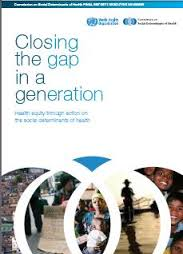 Commission on Social Determinants of Health FINAL REPORT | EXECUTIVE SUMMARY
World Health
Organization
Commission on
Social Determinants of Health
Closing
the gap
in a
generation
Health equity through action on
the social determinants of health